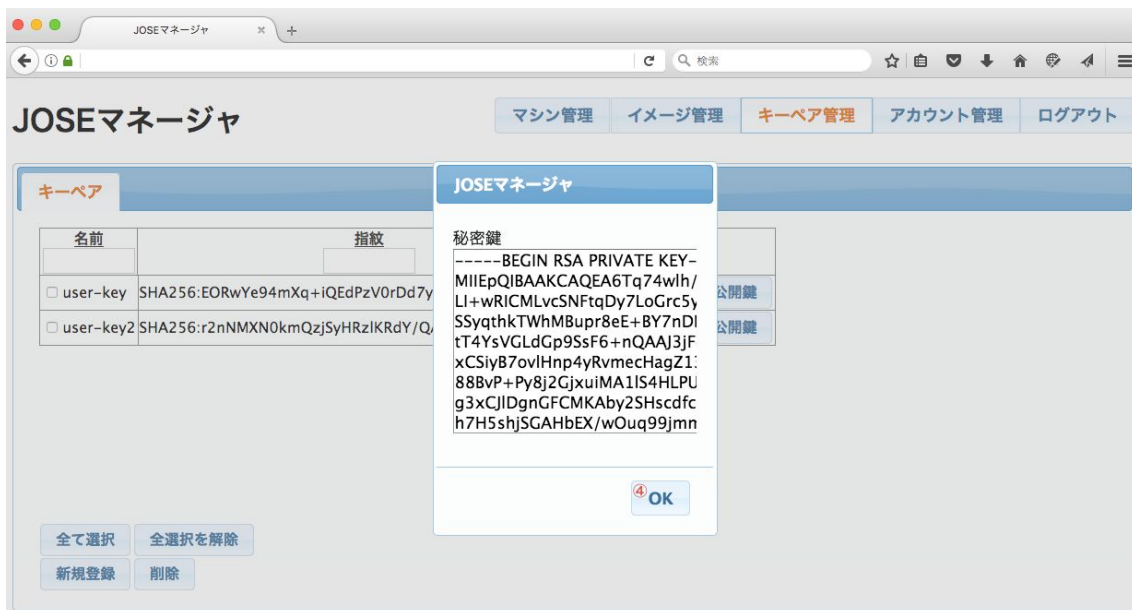 JOSEマネージャ
検索
JOSEマネージャ
マシン管理 イメージ管理 キーペア管理 アカウント管理 ログアウト
キーペア
名前 指紋
user-key SHA256:EORwYe94mXq+iQEdPzV0rDd7y 公開鍵
user-key2 SHA256:r2nNMXN0kmQzjSyHRzlKRdY/Q 公開鍵
JOSEマネージャ
秘密鍵
-----BEGIN RSA PRIVATE KEY-
MIIEpQIBAAKCAQEA6Tq74wlh/
LI+wRICMLvcSNFtqDy7LoGrc5y
SSyqthkTWhMBupr8eE+BY7nD
tT4YsVGLdGp9SsF6+nQAAJ3jF
xCSiyB7ovlHnp4yRvmecHagZ1
88BvP+Py8j2GjxuiMA1lS4HLPU
g3xCJlDgnGFCMKAby2SHscdfc
h7H5shjSGAHbEX/wOuq99jm
④OK
全て選択 全選択を解除
新規登録 削除